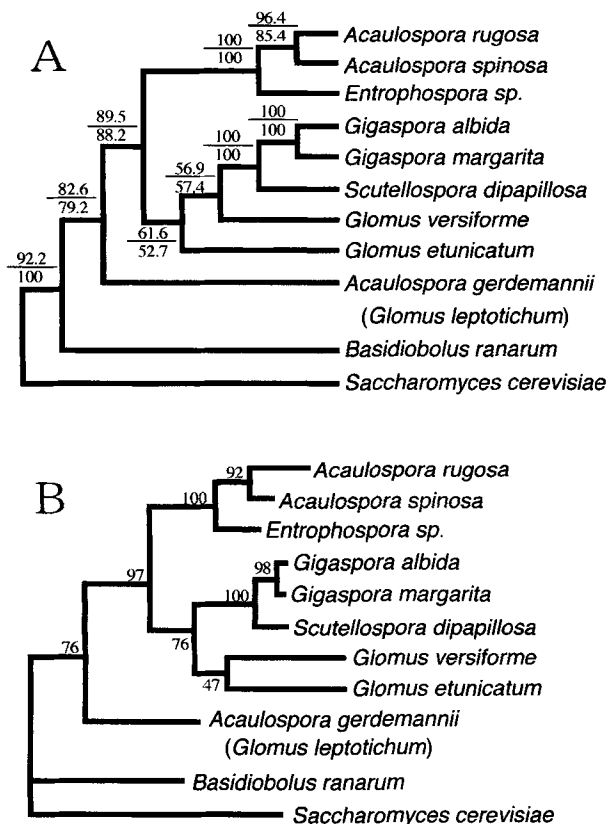 A
96.4
85.4
Acaulospora rugosa
100
100
Acaulospora spinosa
Entrophospora sp.
100
100
Gigaspora albida
89.5
88.2
100
100
Gigaspora margarita
56.9
57.4
Scutellospora dipapillosa
82.6
79.2
Glomus versiforme
61.6
52.7
Glomus etunicatum
92.2
100
Acaulospora gerdemannii
(Glomus leptotichum)
Basidiobolus ranarum
Saccharomyces cerevisiae
B
92
Acaulospora rugosa
100
Acaulospora spinosa
Entrophospora sp.
97
98
Gigaspora albida
100
Gigaspora margarita
Scutellospora dipapillosa
76
76
Glomus versiforme
47
Glomus etunicatum
Acaulospora gerdemannii
(Glomus leptotichum)
Basidiobolus ranarum
Saccharomyces cerevisiae